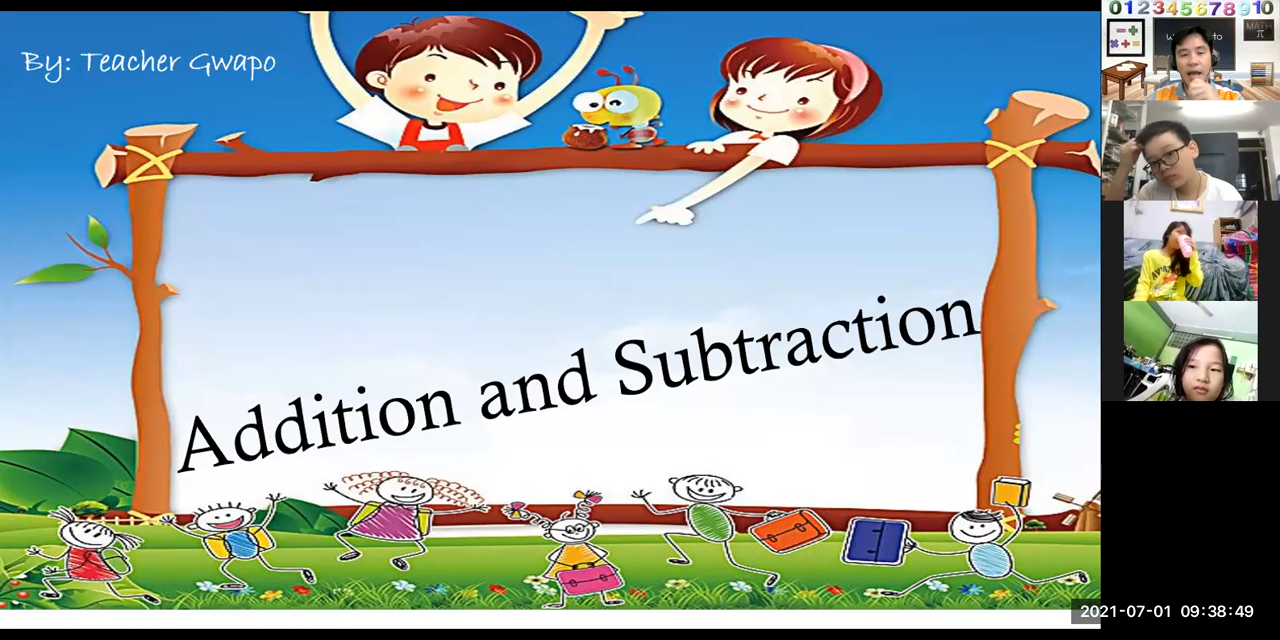 By: Teacher Gwapo
012345678910
MATH
π
Addition and Subtraction
2021-07-01 09:38:49